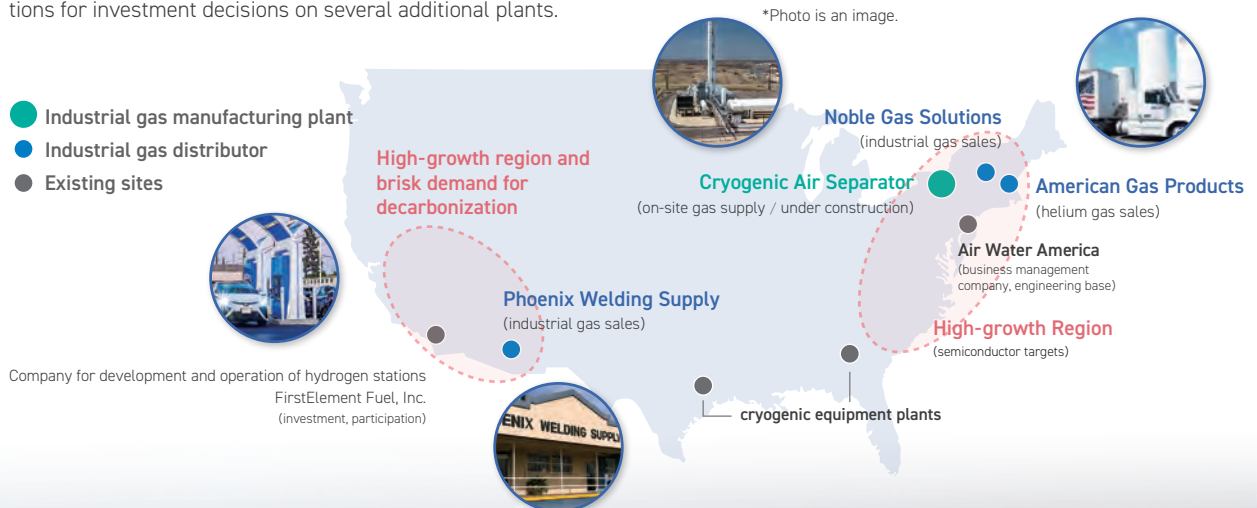 tions for investment decisions on several additional plants.
*Photo is an image.
Industrial gas manufacturing plant
Industrial gas distributor
Existing sites
High-growth region and
brisk demand for
decarbonization
Noble Gas Solutions
(industrial gas sales)
Cryogenic Air Separator
(on-site gas supply / under construction)
American Gas Products
(helium gas sales)
Air Water America
(business management
company, engineering base)
Phoenix Welding Supply
(industrial gas sales)
High-growth Region
(semiconductor targets)
Company for development and operation of hydrogen stations
FirstElement Fuel, Inc.
(investment, participation)
cryogenic equipment plants
ENIX WELDING SUPPLY